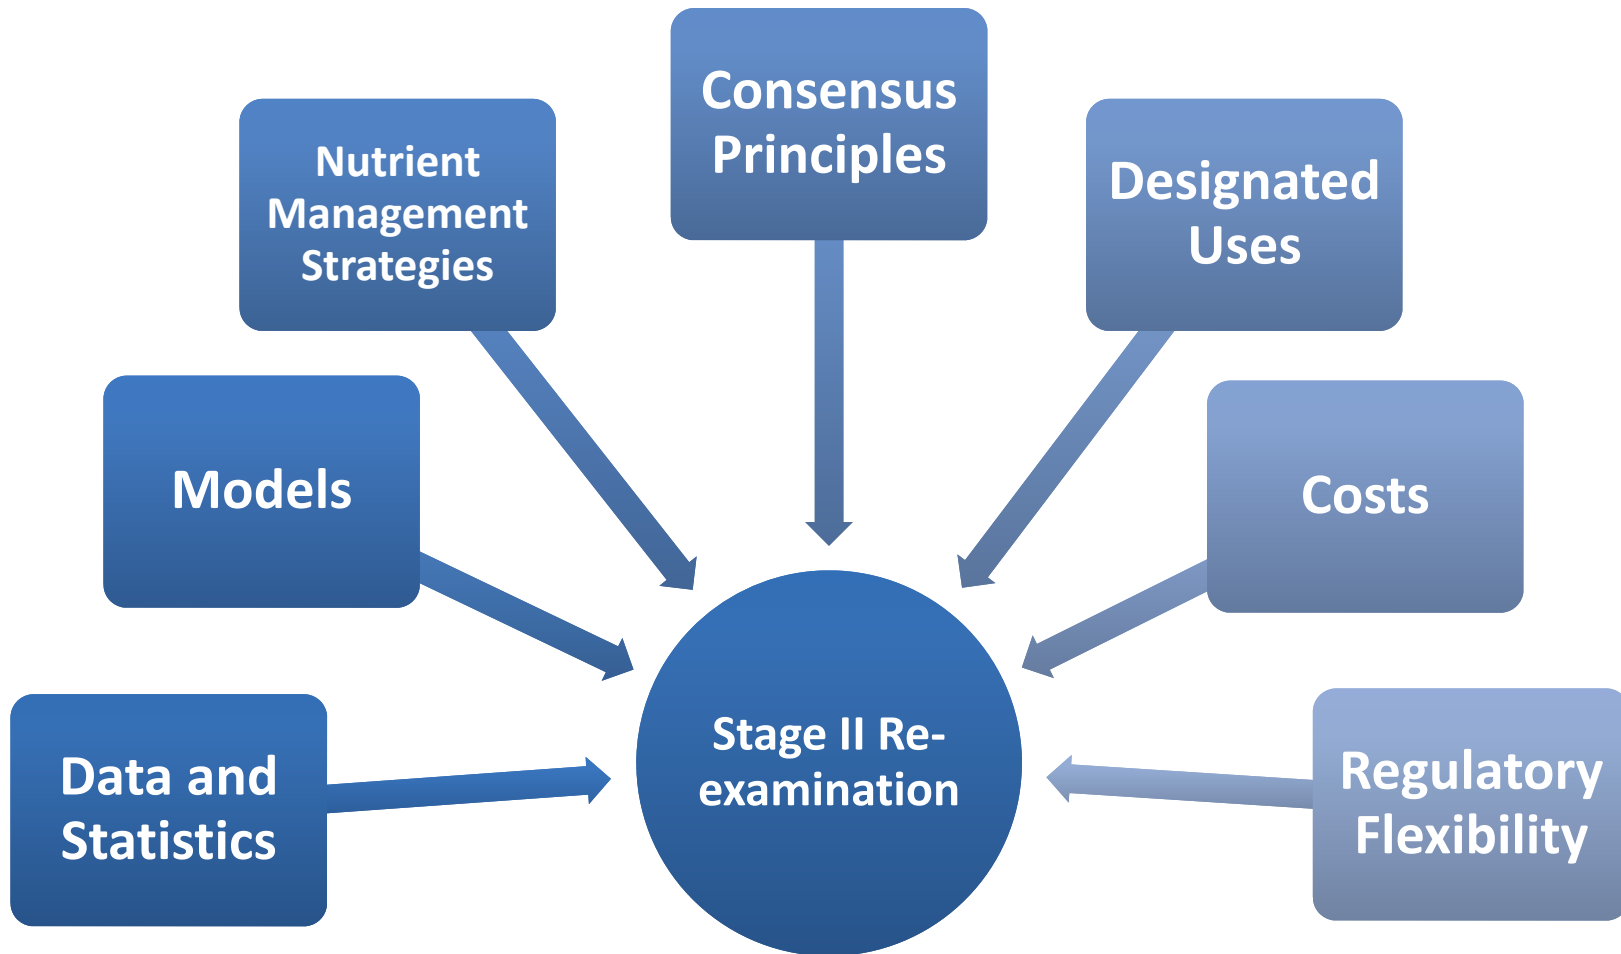 Consensus
Principles
Nutrient
Management
Strategies
Designated
Uses
Models
Costs
Data and
Statistics
Stage II Re-
examination
Regulatory
Flexibility